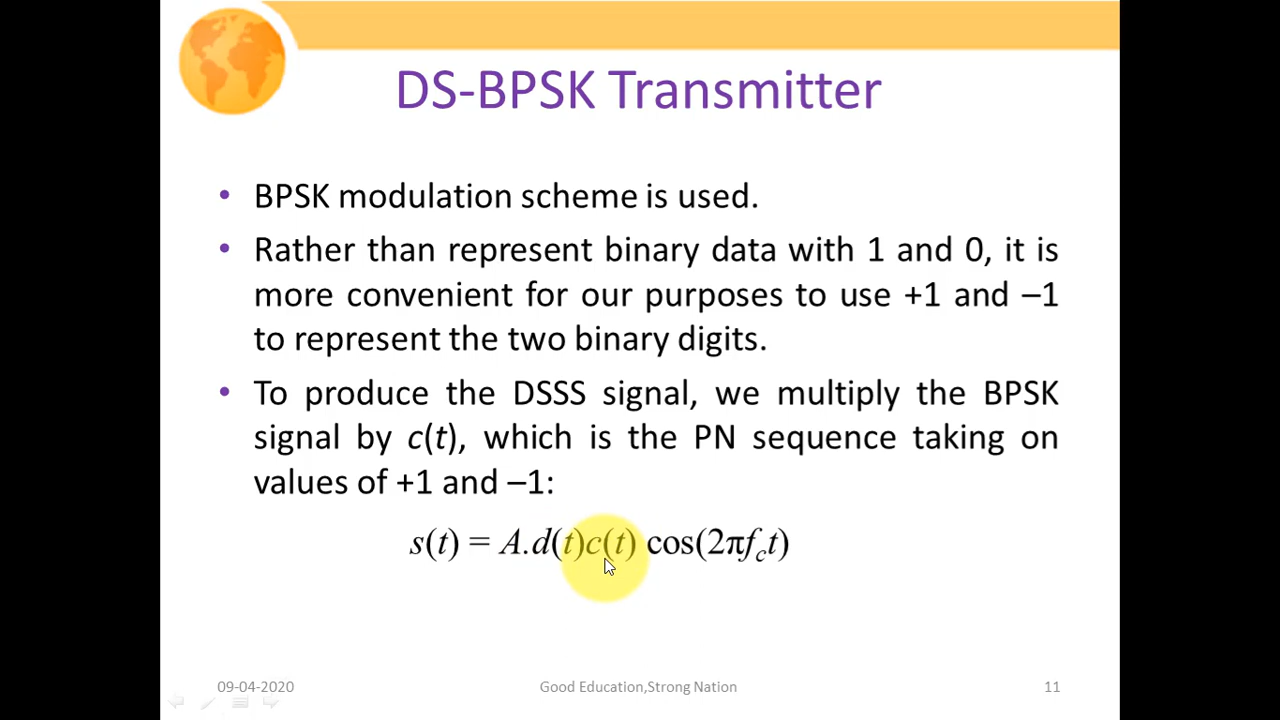 DS-BPSK Transmitter
• BPSK modulation scheme is used.
• Rather than represent binary data with 1 and 0, it is
more convenient for our purposes to use +1 and –1
to represent the two binary digits.
• To produce the DSSS signal, we multiply the BPSK
signal by c(t), which is the PN sequence taking on
values of +1 and –1:
s(t) = A.d(t)c(t) cos(2πf_c t)
09-04-2020 Good Education,Strong Nation 11